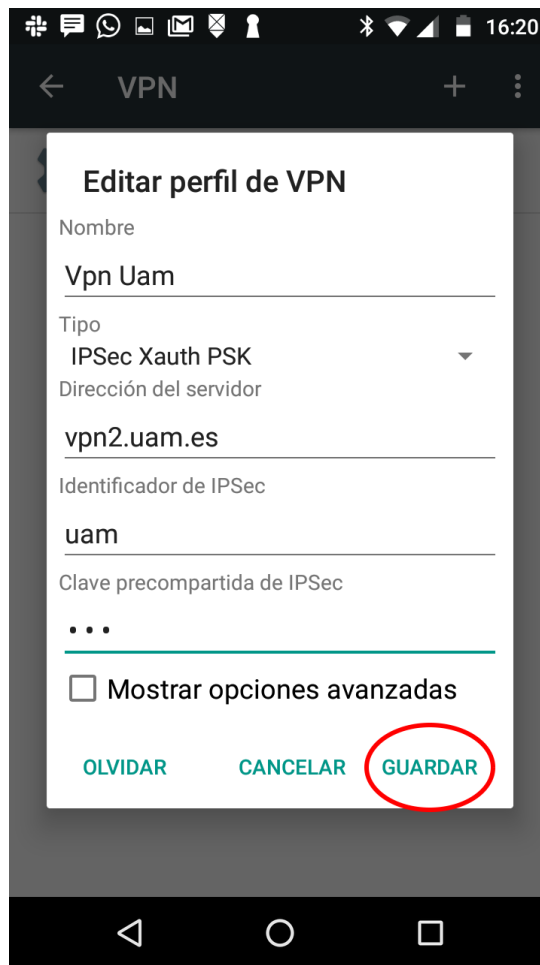 16:20
VPN
Editar perfil de VPN
Nombre
Vpn Uam
Tipo
IPSec Xauth PSK
Dirección del servidor
vpn2.uam.es
Identificador de IPSec
uam
Clave precompartida de IPSec
•••
Mostrar opciones avanzadas
OLVIDAR CANCELAR GUARDAR